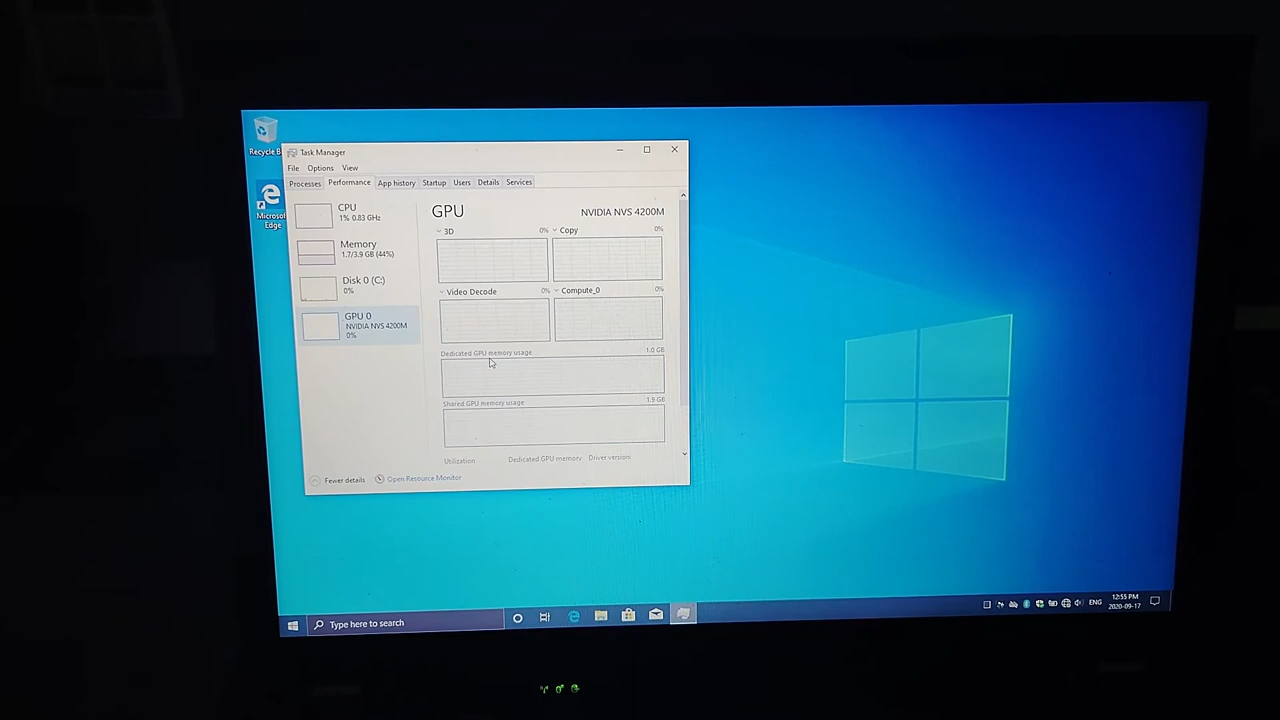 Recycle B
Microsof
Edge
Task Manager
File Options View
Processes Performance App history Startup Users Details Services
CPU
1% 0.83 GHz
Memory
1.7/3.9 GB (44%)
Disk 0 (C:)
0%
GPU 0
NVIDIA NVS 4200M
0%
GPU NVIDIA NVS 4200M
3D 0% Copy 0%
Video Decode 0% Compute_0 0%
Dedicated GPU memory usage 1.0 GB
Shared GPU memory usage 1.9 GB
Utilization Dedicated GPU memory Driver version:
Fewer details Open Resource Monitor
Type here to search
ENG
12:55 PM
2020-09-17